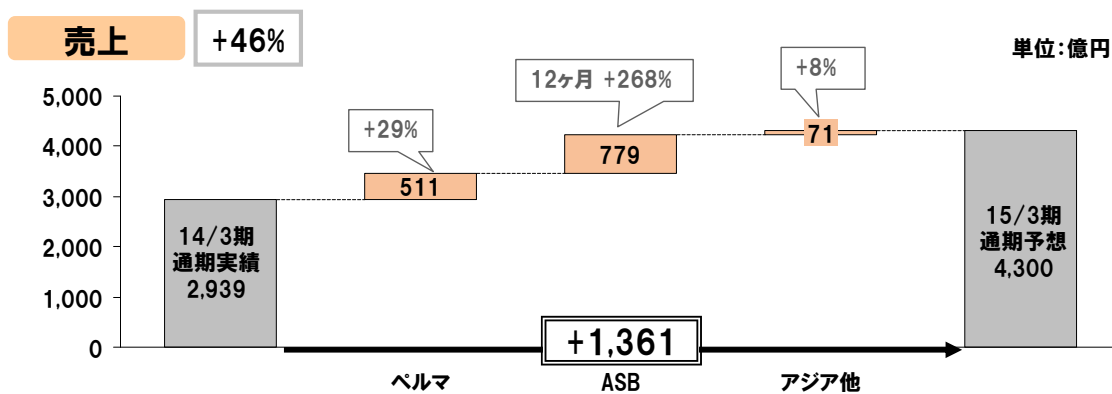 売上
+46%
単位：億円
5,000
4,000
3,000
2,000
1,000
0
14/3期
通期実績
2,939
+29%
511
12ヶ月 +268%
779
+8%
71
15/3期
通期予想
4,300
+1,361
ペルマ
ASB
アジア他